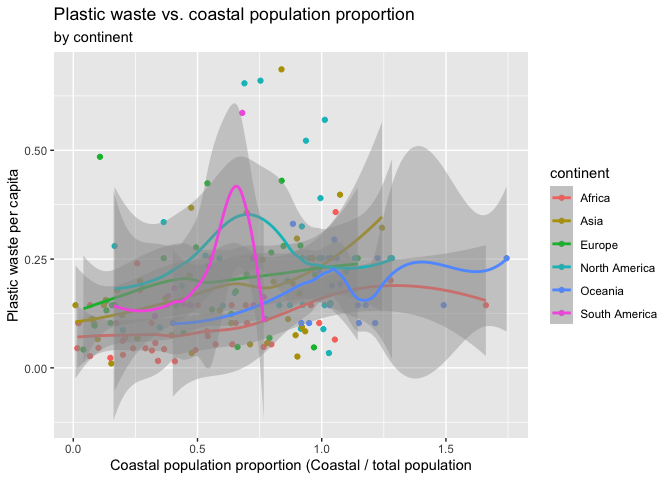 Plastic waste vs. coastal population proportion
by continent
Plastic waste per capita
0.50
0.25
0.00
0.0
0.5
1.0
1.5
Coastal population proportion (Coastal / total population
continent
Africa
Asia
Europe
North America
Oceania
South America